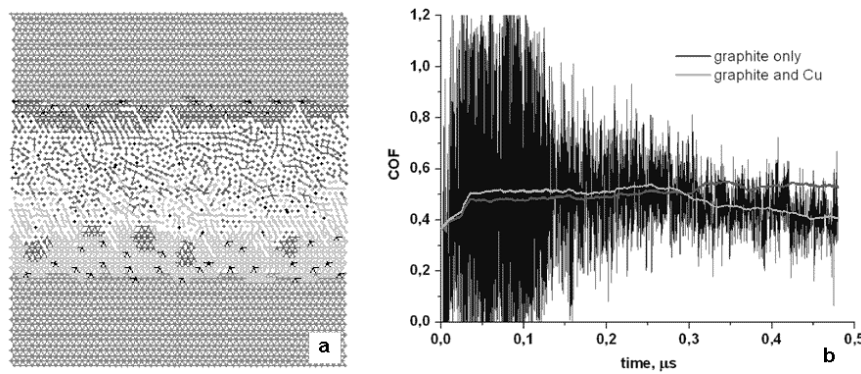 a
b
1,2
1,0
0,8
0,6
0,4
0,2
0,0
COF
graphite only
graphite and Cu
0,0 0,1 0,2 0,3 0,4 0,5
time, µs